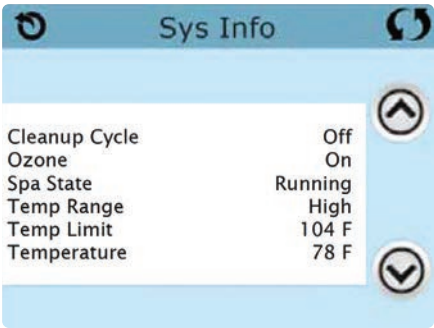 Sys Info
Cleanup Cycle Off
Ozone On
Spa State Running
Temp Range High
Temp Limit 104 F
Temperature 78 F